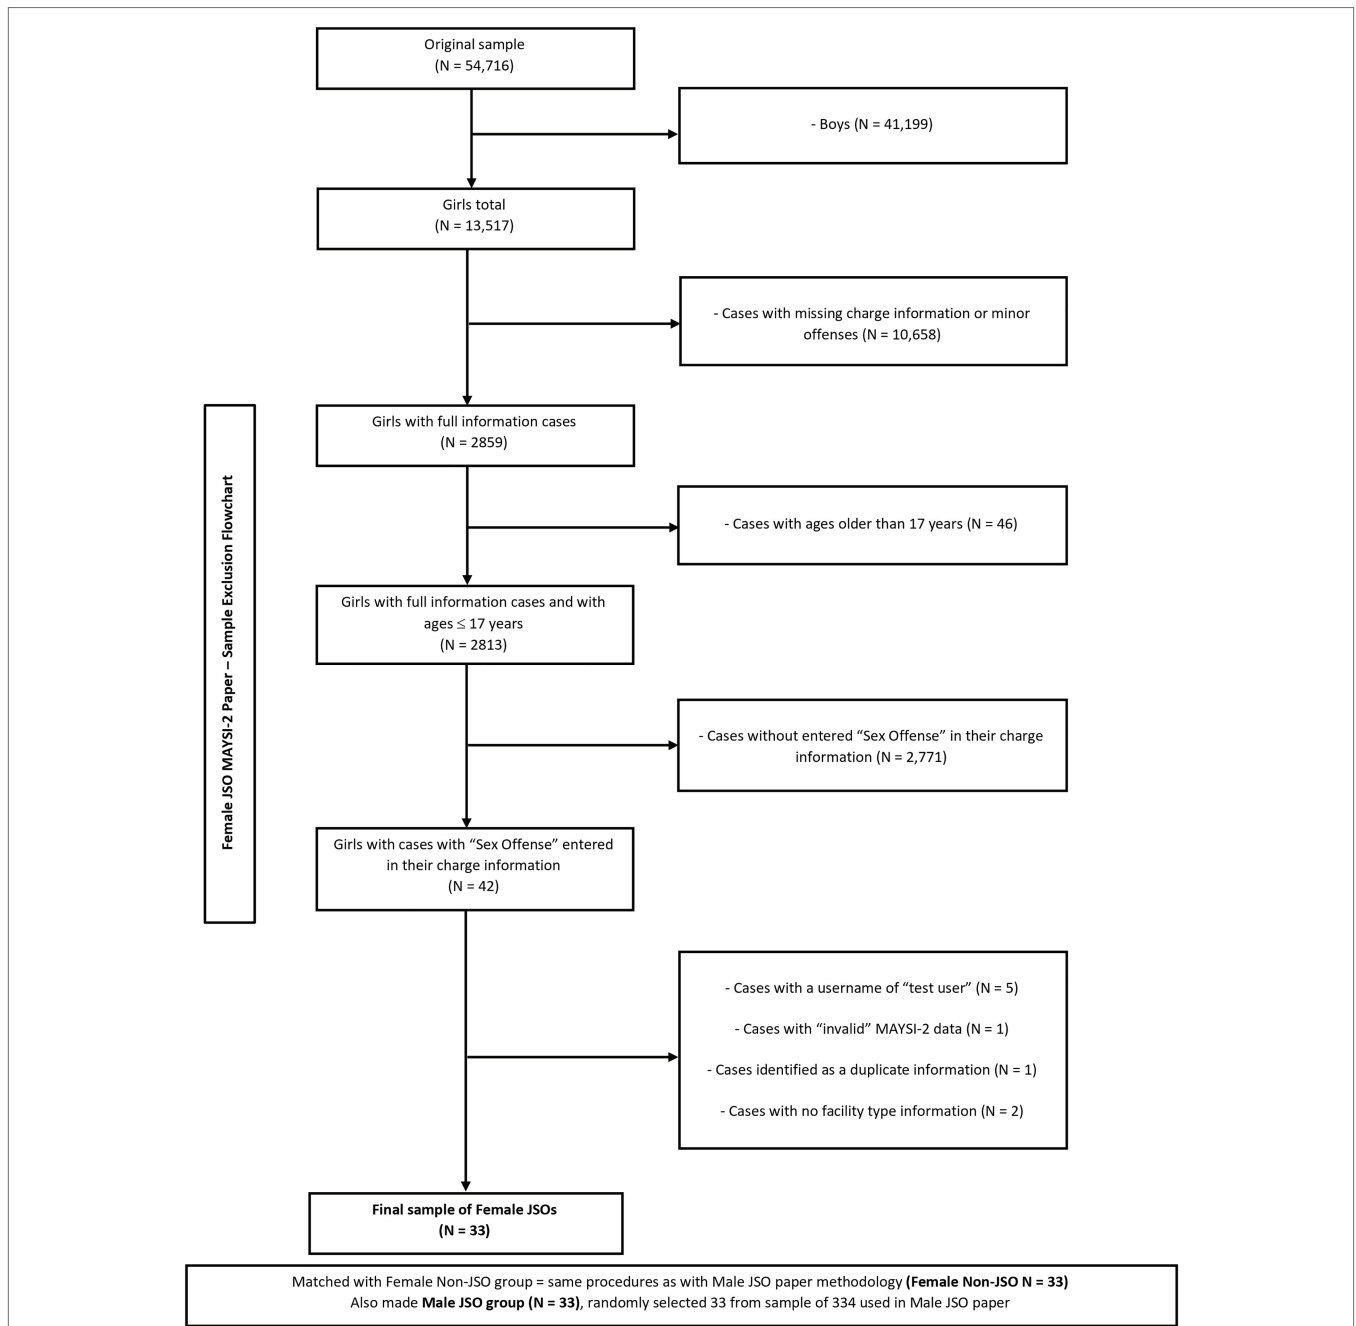 Original sample
(N = 54,716)
- Boys (N = 41,199)
Girls total
(N = 13,517)
- Cases with missing charge information or minor
offenses (N = 10,658)
Girls with full information cases
(N = 2859)
Female JSO MAYSI-2 Paper – Sample Exclusion Flowchart
- Cases with ages older than 17 years (N = 46)
Girls with full information cases and with
ages ≤ 17 years
(N = 2813)
- Cases without entered “Sex Offense” in their charge
information (N = 2,771)
Girls with cases with “Sex Offense” entered
in their charge information
(N = 42)
- Cases with a username of “test user” (N = 5)
- Cases with “invalid” MAYSI-2 data (N = 1)
- Cases identified as a duplicate information (N = 1)
- Cases with no facility type information (N = 2)
Final sample of Female JSOs
(N = 33)
Matched with Female Non-JSO group = same procedures as with Male JSO paper methodology (Female Non-JSO N = 33)
Also made Male JSO group (N = 33), randomly selected 33 from sample of 334 used in Male JSO paper